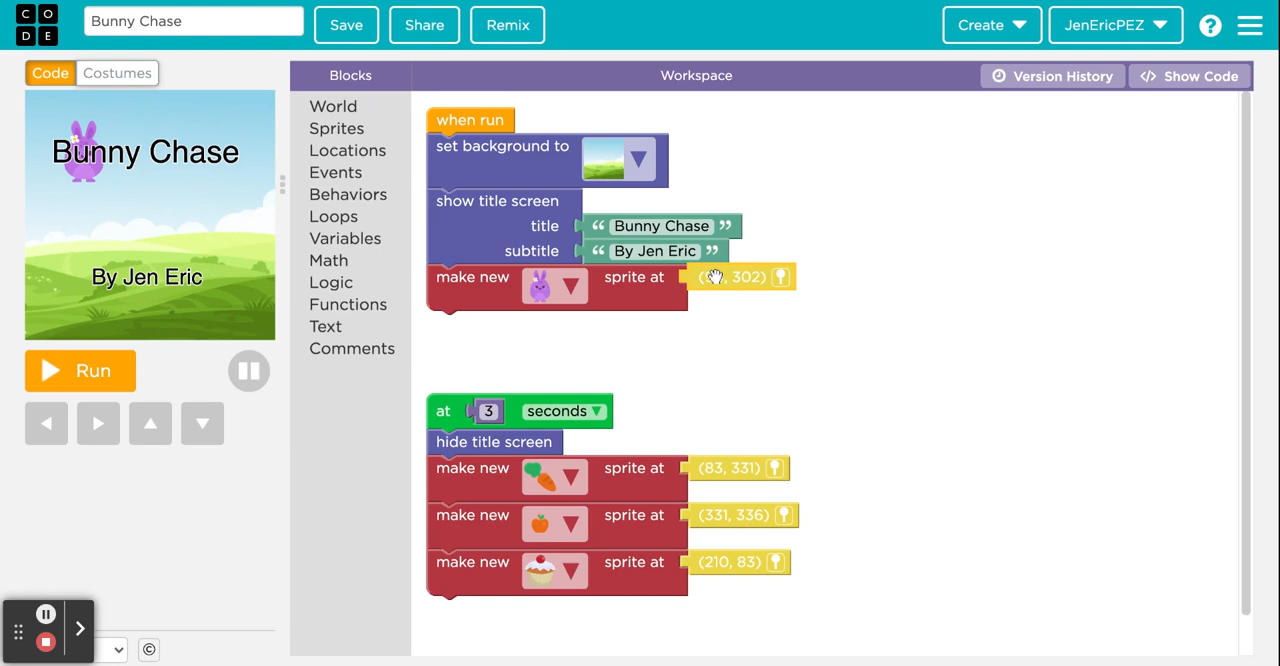 C O
D E
Bunny Chase
Save
Share
Remix
Create
JenEricPEZ
?
Code
Costumes
Blocks
Workspace
Version History
</> Show Code
Bunny Chase
By Jen Eric
Run
World
Sprites
Locations
Events
Behaviors
Loops
Variables
Math
Logic
Functions
Text
Comments
when run
set background to
show title screen
title “ Bunny Chase ”
subtitle “ By Jen Eric ”
make new sprite at 302)
at 3 seconds
hide title screen
make new sprite at (83, 331)
make new sprite at (331, 336)
make new sprite at (210, 83)
©